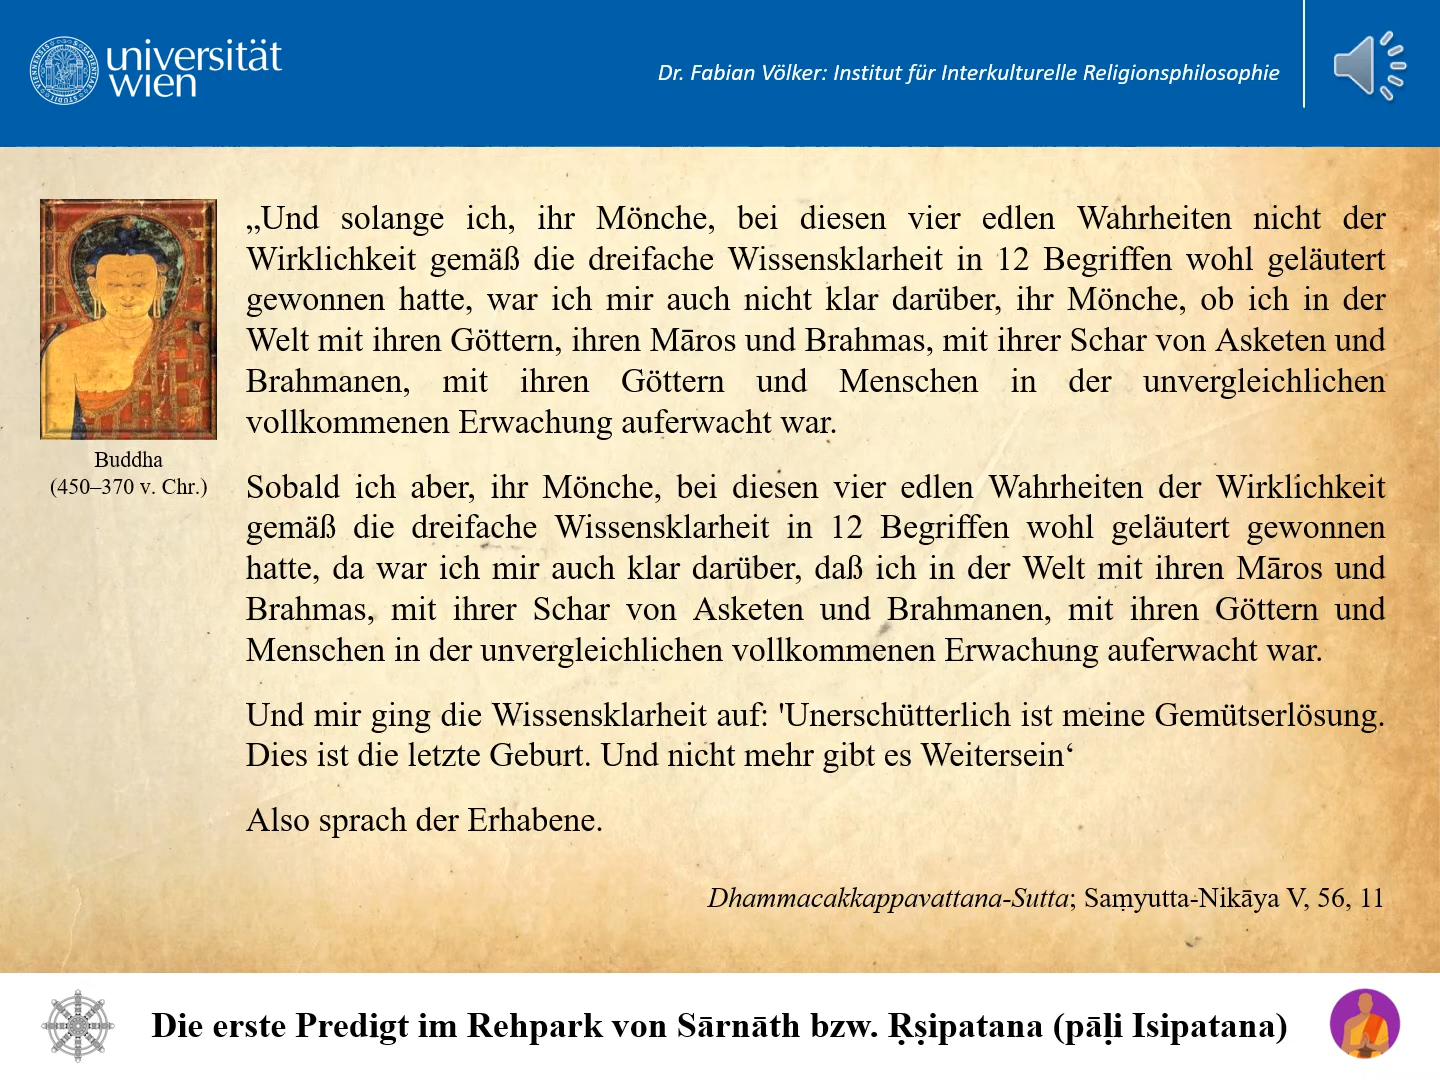 universität
wien
Dr. Fabian Völker: Institut für Interkulturelle Religionsphilosophie
„Und solange ich, ihr Mönche, bei diesen vier edlen Wahrheiten nicht der
Wirklichkeit gemäß die dreifache Wissensklarheit in 12 Begriffen wohl geläutert
gewonnen hatte, war ich mir auch nicht klar darüber, ihr Mönche, ob ich in der
Welt mit ihren Göttern, ihren Māros und Brahmas, mit ihrer Schar von Asketen und
Brahmanen, mit ihren Göttern und Menschen in der unvergleichlichen
vollkommenen Erwachung auferwacht war.
Buddha
(450–370 v. Chr.)
Sobald ich aber, ihr Mönche, bei diesen vier edlen Wahrheiten der Wirklichkeit
gemäß die dreifache Wissensklarheit in 12 Begriffen wohl geläutert gewonnen
hatte, da war ich mir auch klar darüber, daß ich in der Welt mit ihren Māros und
Brahmas, mit ihrer Schar von Asketen und Brahmanen, mit ihren Göttern und
Menschen in der unvergleichlichen vollkommenen Erwachung auferwacht war.
Und mir ging die Wissensklarheit auf: 'Unerschütterlich ist meine Gemütserlösung.
Dies ist die letzte Geburt. Und nicht mehr gibt es Weitersein‘
Also sprach der Erhabene.
Dhammacakkappavattana-Sutta; Saṃyutta-Nikāya V, 56, 11
Die erste Predigt im Rehpark von Sārnāth bzw. Ṛṣipatana (pāḷi Isipatana)